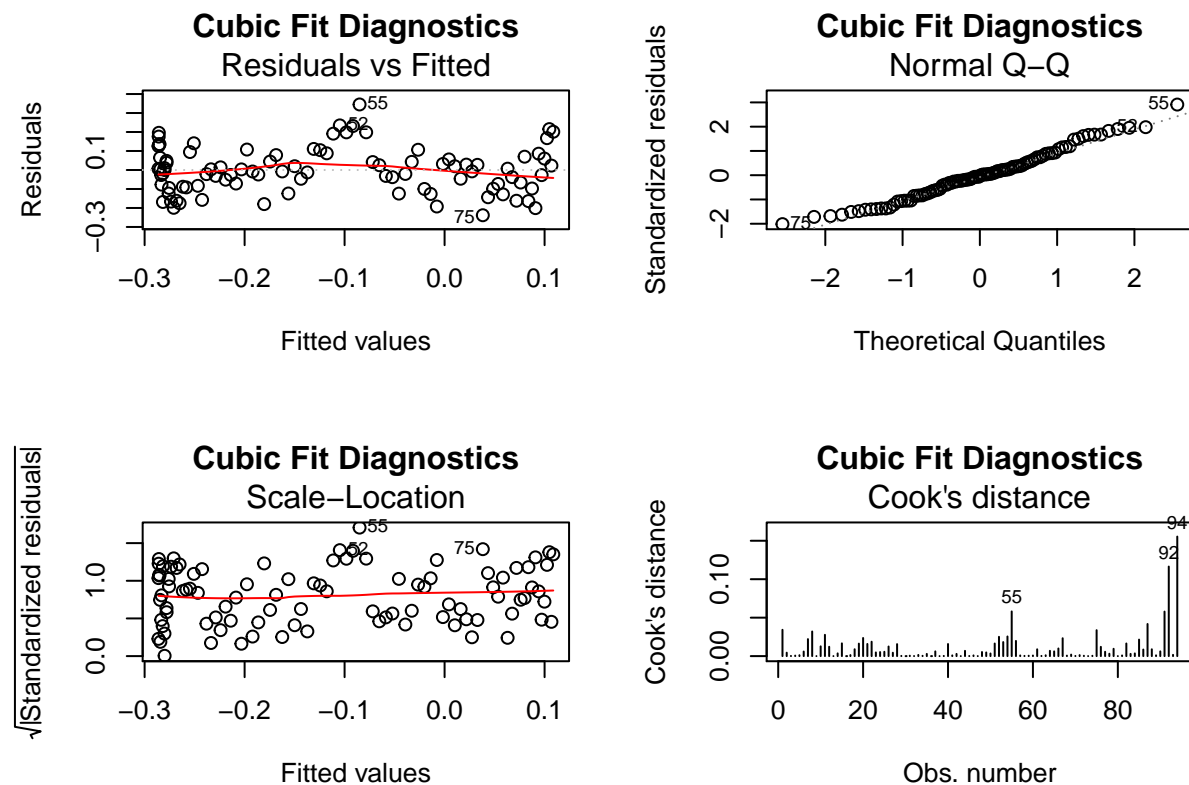 Cubic Fit Diagnostics
Residuals vs Fitted
Residuals
0.1
−0.3
55
52
75
−0.3
−0.2
−0.1
0.0
0.1
Fitted values
Cubic Fit Diagnostics
Normal Q−Q
Standardized residuals
2
0
−2
55
52
75
−2
−1
0
1
2
Theoretical Quantiles
Cubic Fit Diagnostics
Scale−Location
√|Standardized residuals|
1.0
0.0
55
52
75
−0.3
−0.2
−0.1
0.0
0.1
Fitted values
Cubic Fit Diagnostics
Cook's distance
Cook's distance
0.10
0.00
94
92
55
0
20
40
60
80
Obs. number